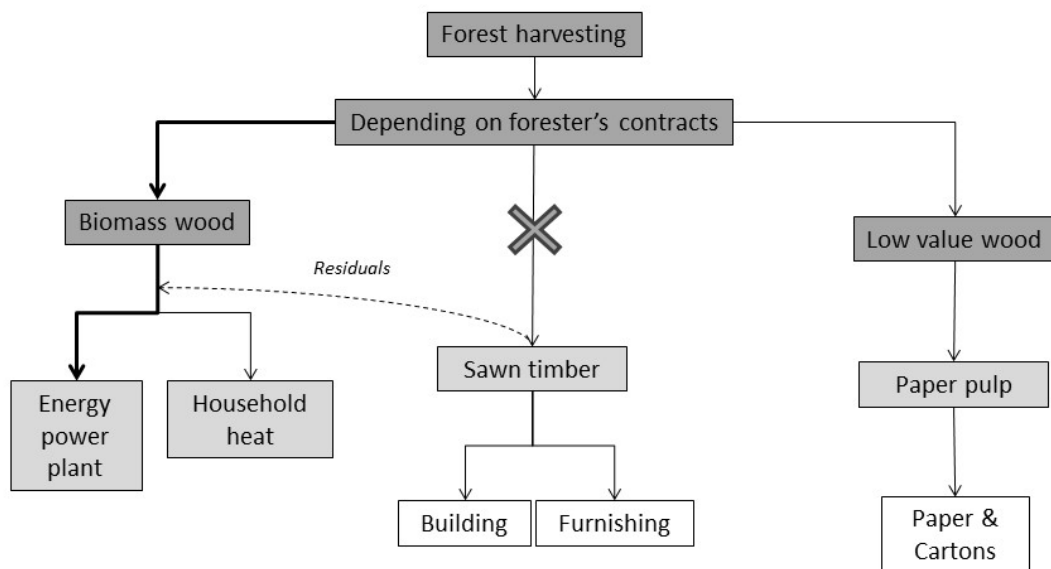 Forest harvesting
Depending on forester's contracts
Biomass wood
Low value wood
Residuals
Sawn timber
Paper pulp
Energy
power
plant
Household
heat
Building
Furnishing
Paper &
Cartons